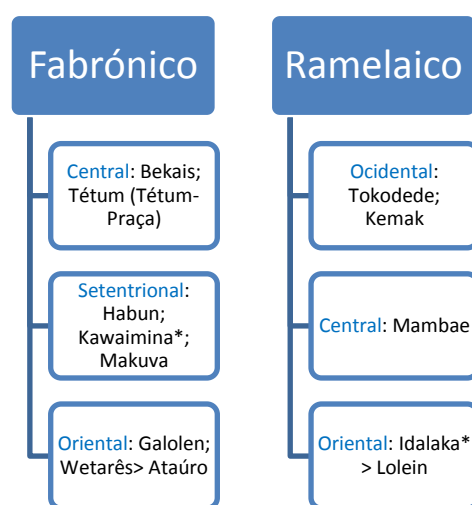 Fabrónico
Central: Bekais;
Tétum (Tétum-
Praça)
Setentrional:
Habun;
Kawaimina*;
Makuva
Oriental: Galolen;
Wetarês> Ataúro
Ramelaico
Ocidental:
Tokodede;
Kemak
Central: Mambae
Oriental: Idalaka*
> Lolein